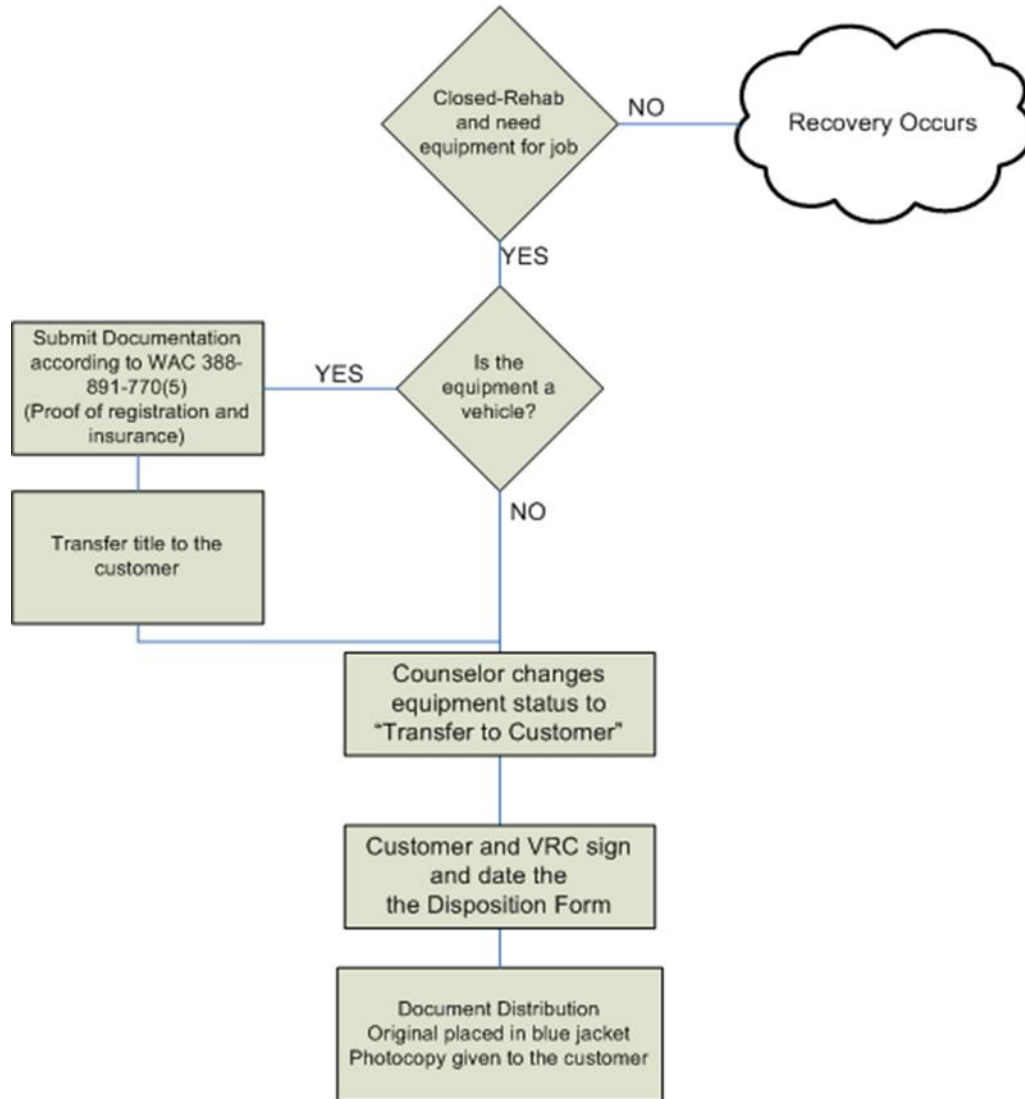 Closed-Rehab
and need
equipment for job
NO
Recovery Occurs
YES
Submit Documentation
according to WAC 388-
891-770(5)
(Proof of registration and
insurance)
YES
Is the
equipment a
vehicle?
NO
Transfer title to the
customer
Counselor changes
equipment status to
“Transfer to Customer”
Customer and VRC sign
and date the
the Disposition Form
Document Distribution
Original placed in blue jacket
Photocopy given to the customer